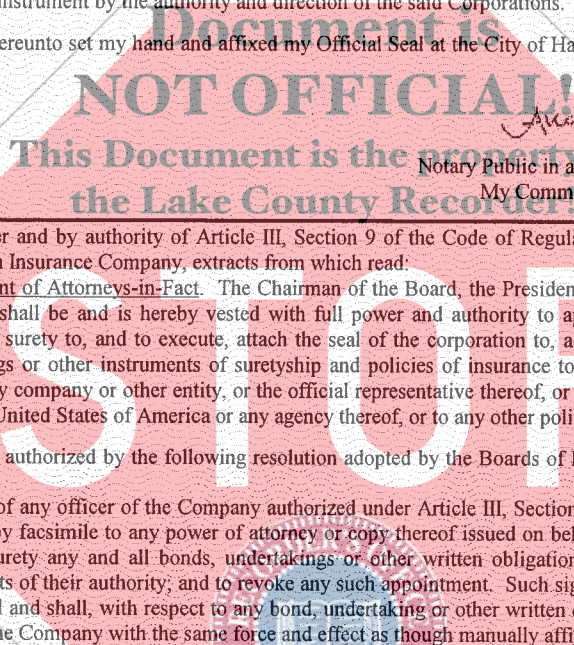 nstrument by the authority and direction of the said Corporations.
Document is
ereunto set my hand and affixed my Official Seal at the City of Ha
NOT OFFICIAL!
This Document is the property
Notary Public in a
the Lake County Recorder!
My Comm
er and by authority of Article III, Section 9 of the Code of Regula
n Insurance Company, extracts from which read:
nt of Attorneys-in-Fact. The Chairman of the Board, the President
shall be and is hereby vested with full power and authority to ap
surety to, and to execute, attach the seal of the corporation to, a
gs or other instruments of suretyship and policies of insurance to
y company or other entity, or the official representative thereof, or
United States of America or any agency thereof, or to any other poli
STOP
authorized by the following resolution adopted by the Boards of
of any officer of the Company authorized under Article III, Section
by facsimile to any power of attorney or copy thereof issued on beh
urety any and all bonds, undertakings or other written obligation
ts of their authority; and to revoke any such appointment. Such sig
d and shall, with respect to any bond, undertaking or other written
he Company with the same force and effect as though manually affi